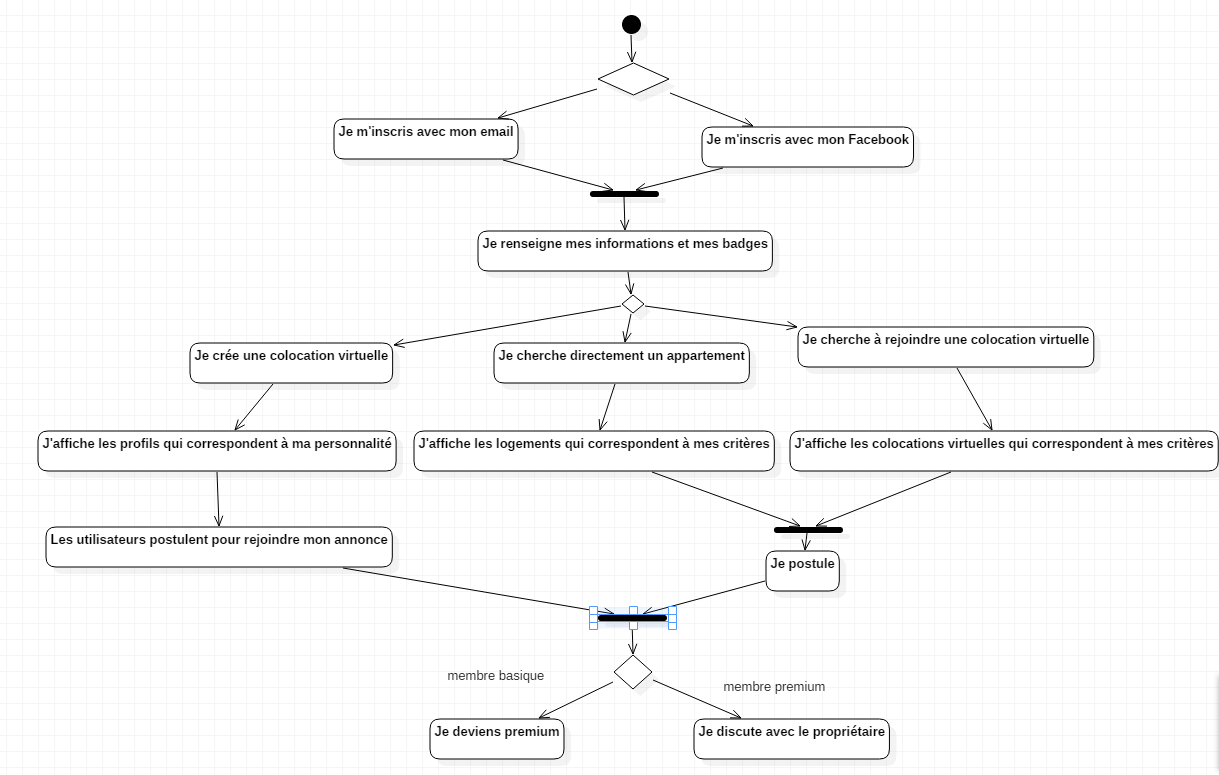 Je m'inscris avec mon email
Je m'inscris avec mon Facebook
Je renseigne mes informations et mes badges
Je crée une colocation virtuelle
Je cherche directement un appartement
Je cherche à rejoindre une colocation virtuelle
J'affiche les profils qui correspondent à ma personnalité
J'affiche les logements qui correspondent à mes critères
J'affiche les colocations virtuelles qui correspondent à mes critères
Les utilisateurs postulent pour rejoindre mon annonce
Je postule
membre basique
membre premium
Je deviens premium
Je discute avec le propriétaire